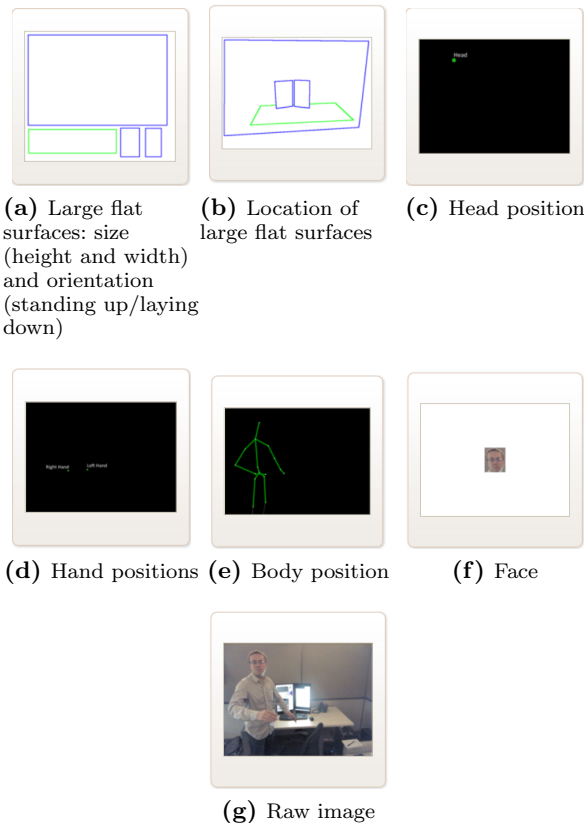 (a) Large flat
surfaces: size
(height and width)
and orientation
(standing up/laying
down)
(b) Location of
large flat surfaces
Head
(c) Head position
Right Hand
Left Hand
(d) Hand positions
(e) Body position
(f) Face
(g) Raw image